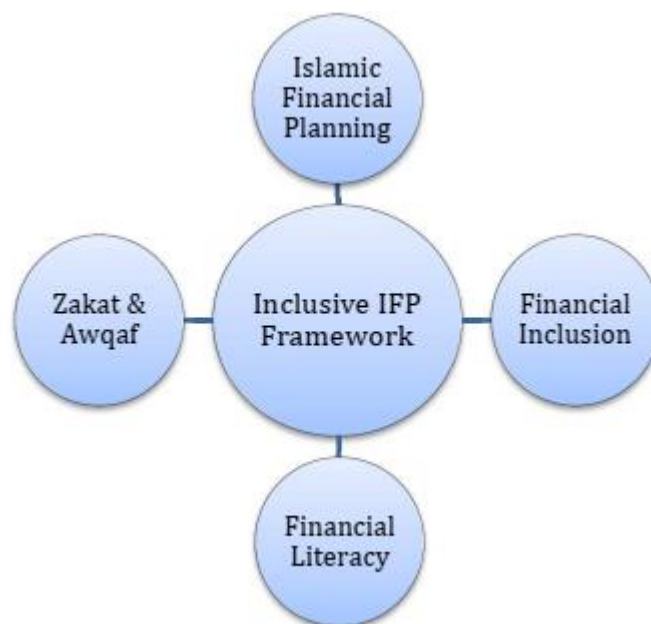 Islamic
Financial
Planning
Zakat &
Awqaf
Inclusive IFP
Framework
Financial
Inclusion
Financial
Literacy